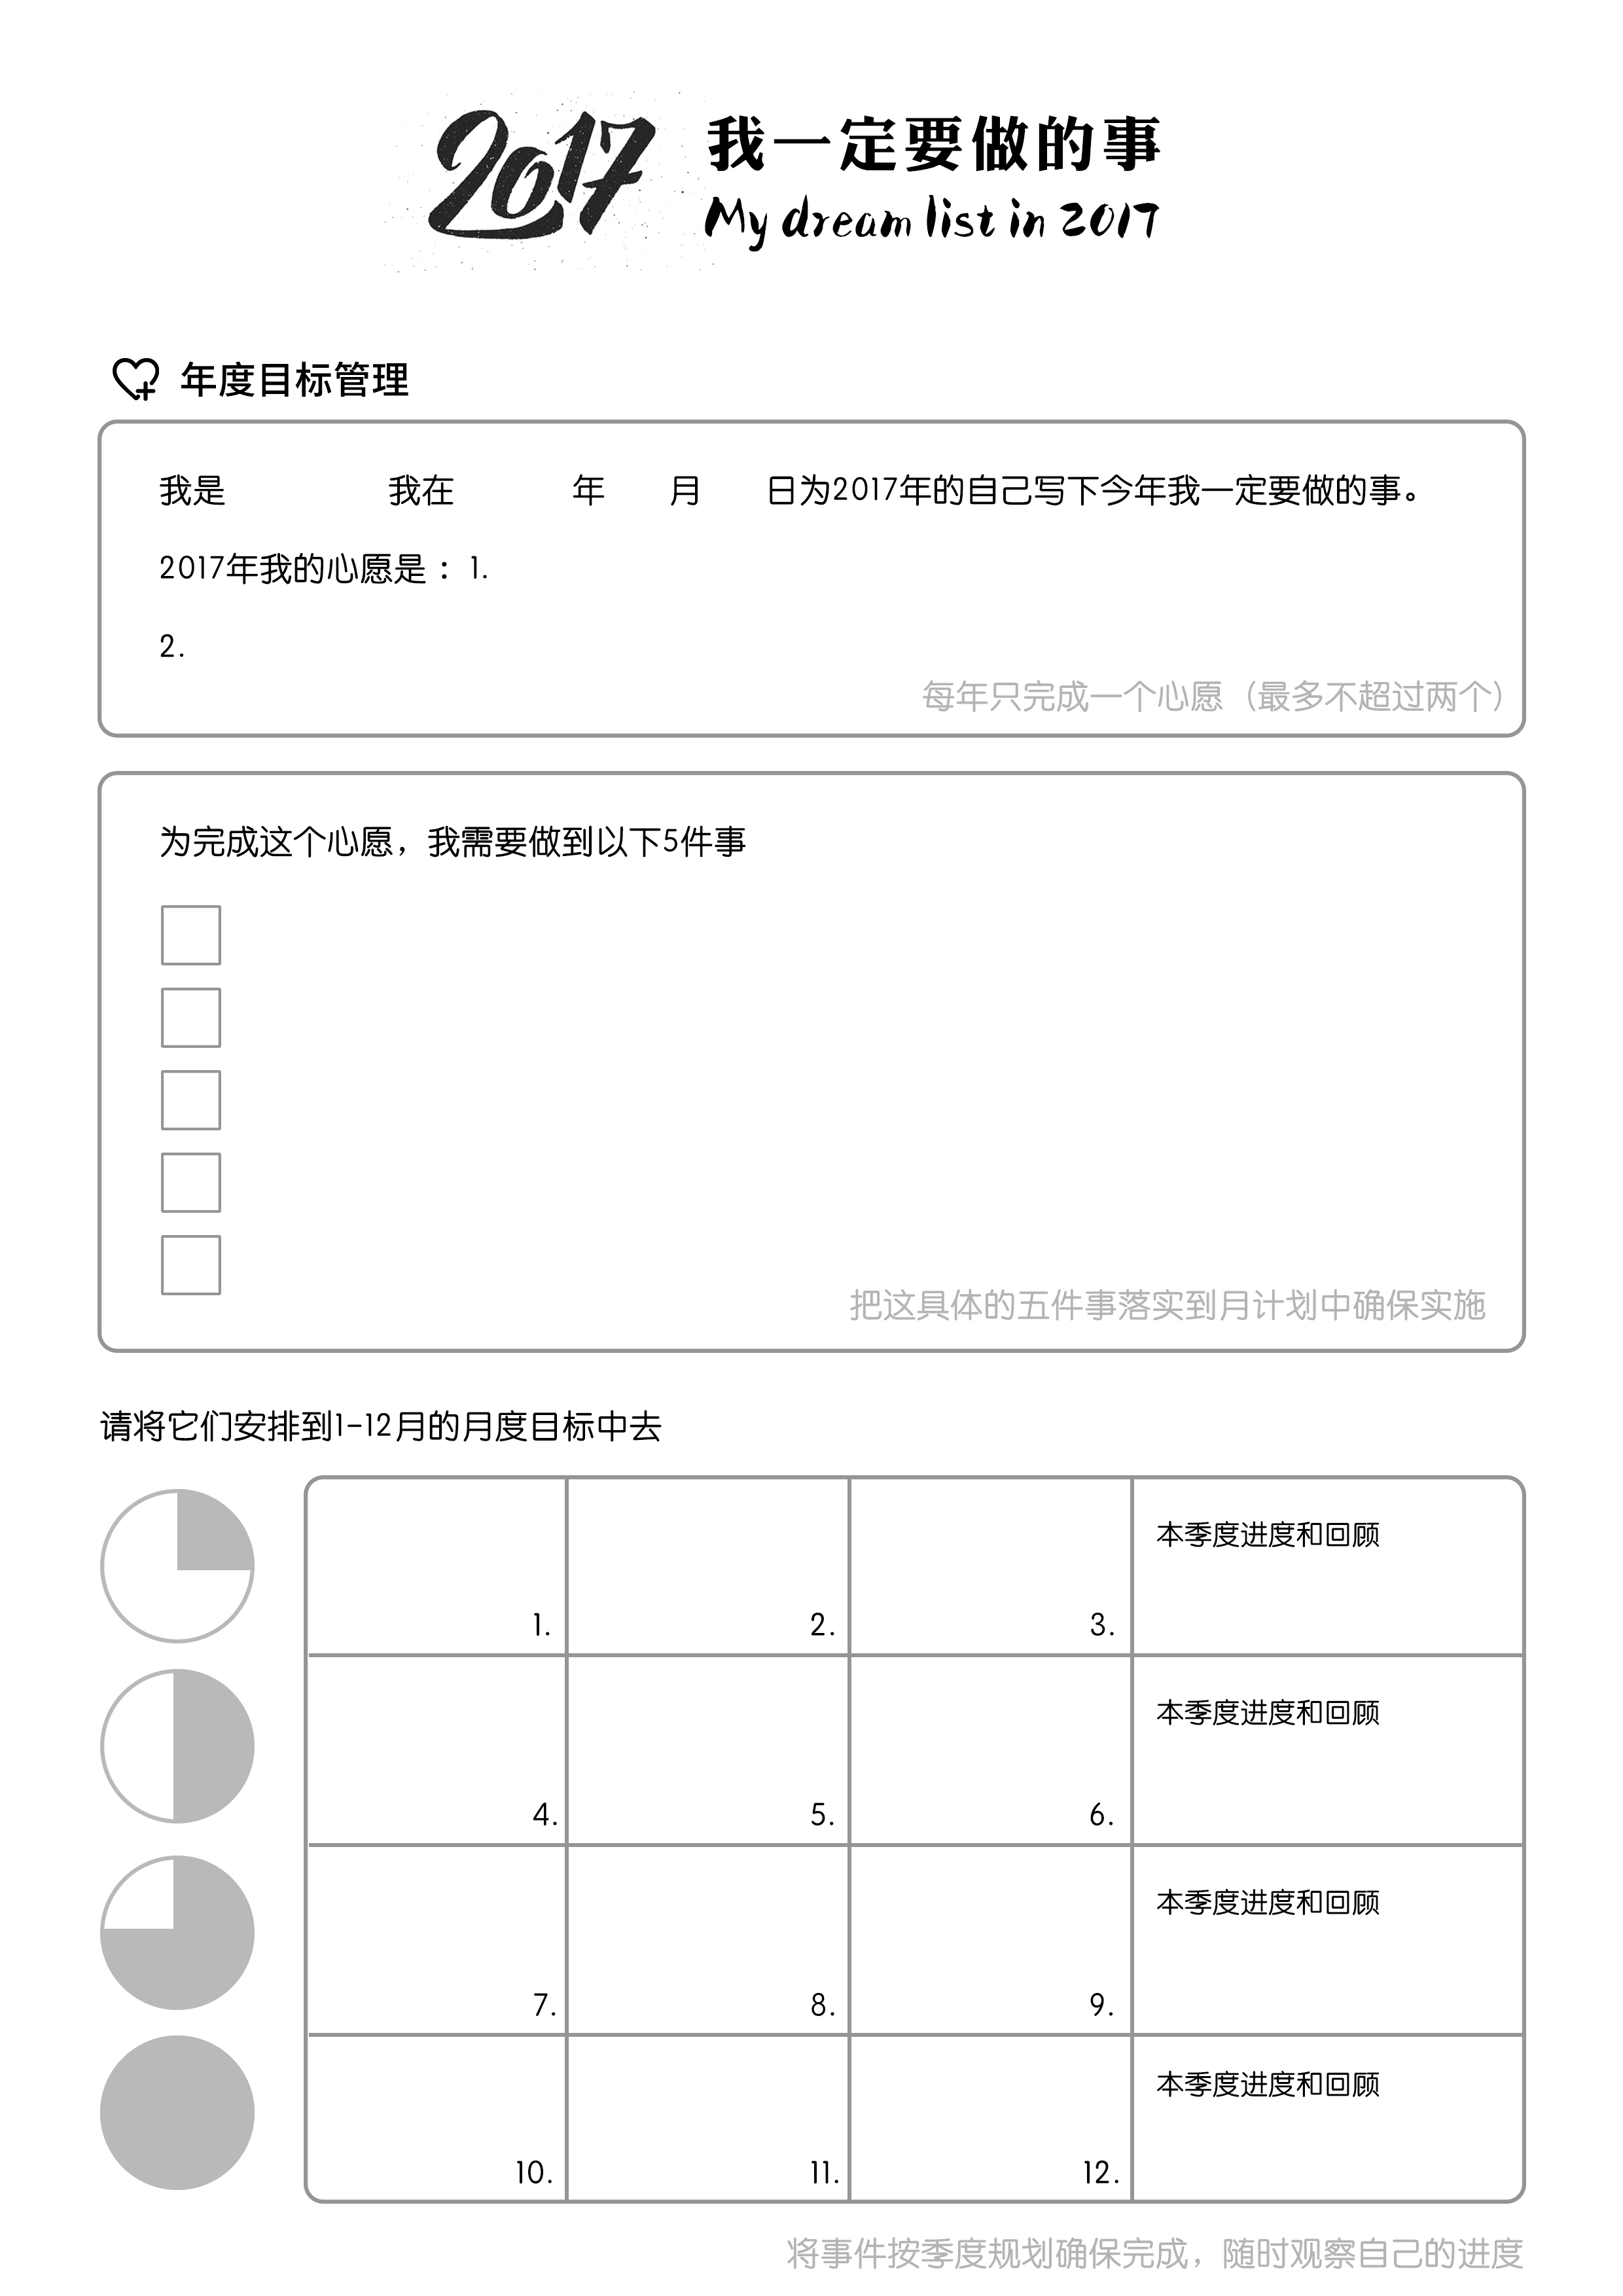 2017
我一定要做的事
My dream list in 2017
年度目标管理
我是 我在 年 月 日为2017年的自己写下今年我一定要做的事。
2017年我的心愿是：1.
2.
每年只完成一个心愿（最多不超过两个）
为完成这个心愿，我需要做到以下5件事
把这具体的五件事落实到月计划中确保实施
请将它们安排到1-12月的月度目标中去
本季度进度和回顾
1. 2. 3.
本季度进度和回顾
4. 5. 6.
本季度进度和回顾
7. 8. 9.
本季度进度和回顾
10. 11. 12.
将事件按季度规划确保完成，随时观察自己的进度